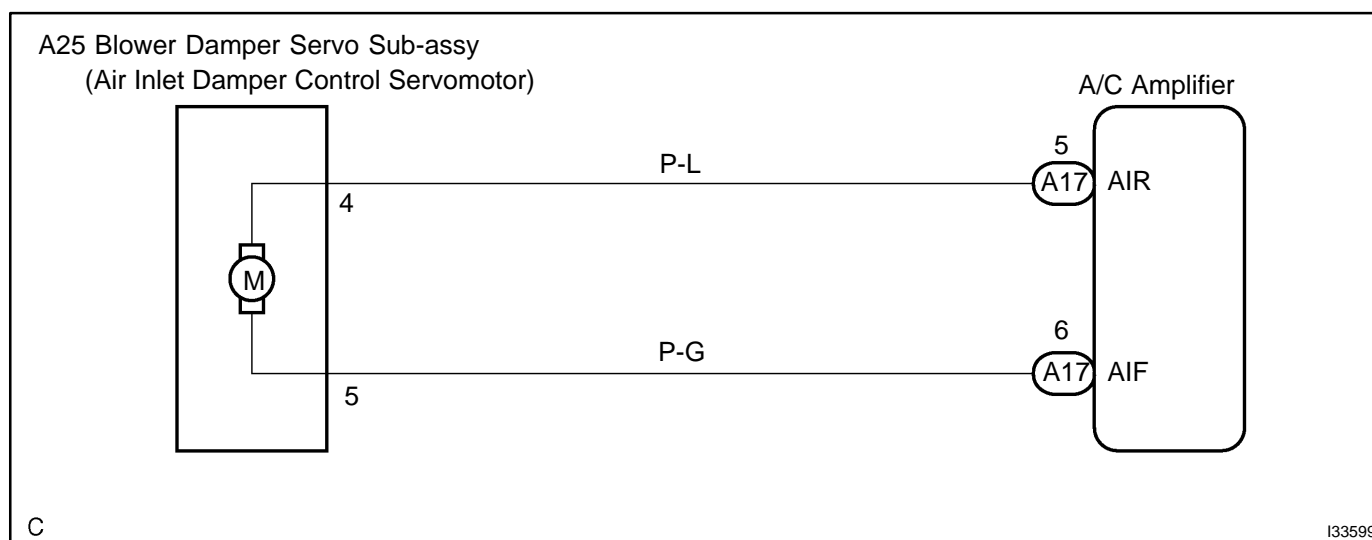 A25 Blower Damper Servo Sub-assy
(Air Inlet Damper Control Servomotor)
A/C Amplifier
5
P-L
A17 AIR
4
M
6
P-G
A17 AIF
5
C
I33599